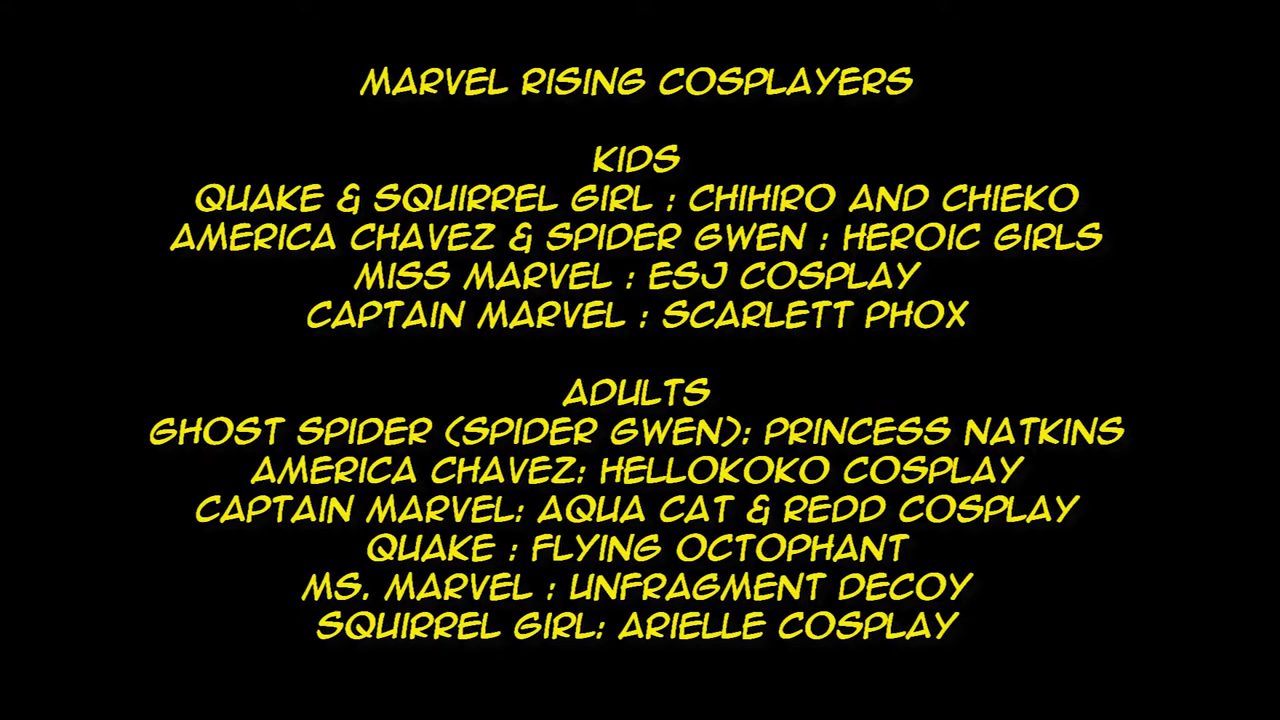 MARVEL RISING COSPLAYERS
KIDS
QUAKE & SQUIRREL GIRL : CHIHIRO AND CHIEKO
AMERICA CHAVEZ & SPIDER GWEN : HEROIC GIRLS
MISS MARVEL : ESJ COSPLAY
CAPTAIN MARVEL : SCARLETT PHOX
ADULTS
GHOST SPIDER (SPIDER GWEN): PRINCESS NATKINS
AMERICA CHAVEZ: HELLOKOKO COSPLAY
CAPTAIN MARVEL: AQUA CAT & REDD COSPLAY
QUAKE : FLYING OCTOPHANT
MS. MARVEL : UNFRAGMENT DECOY
SQUIRREL GIRL: ARIELLE COSPLAY